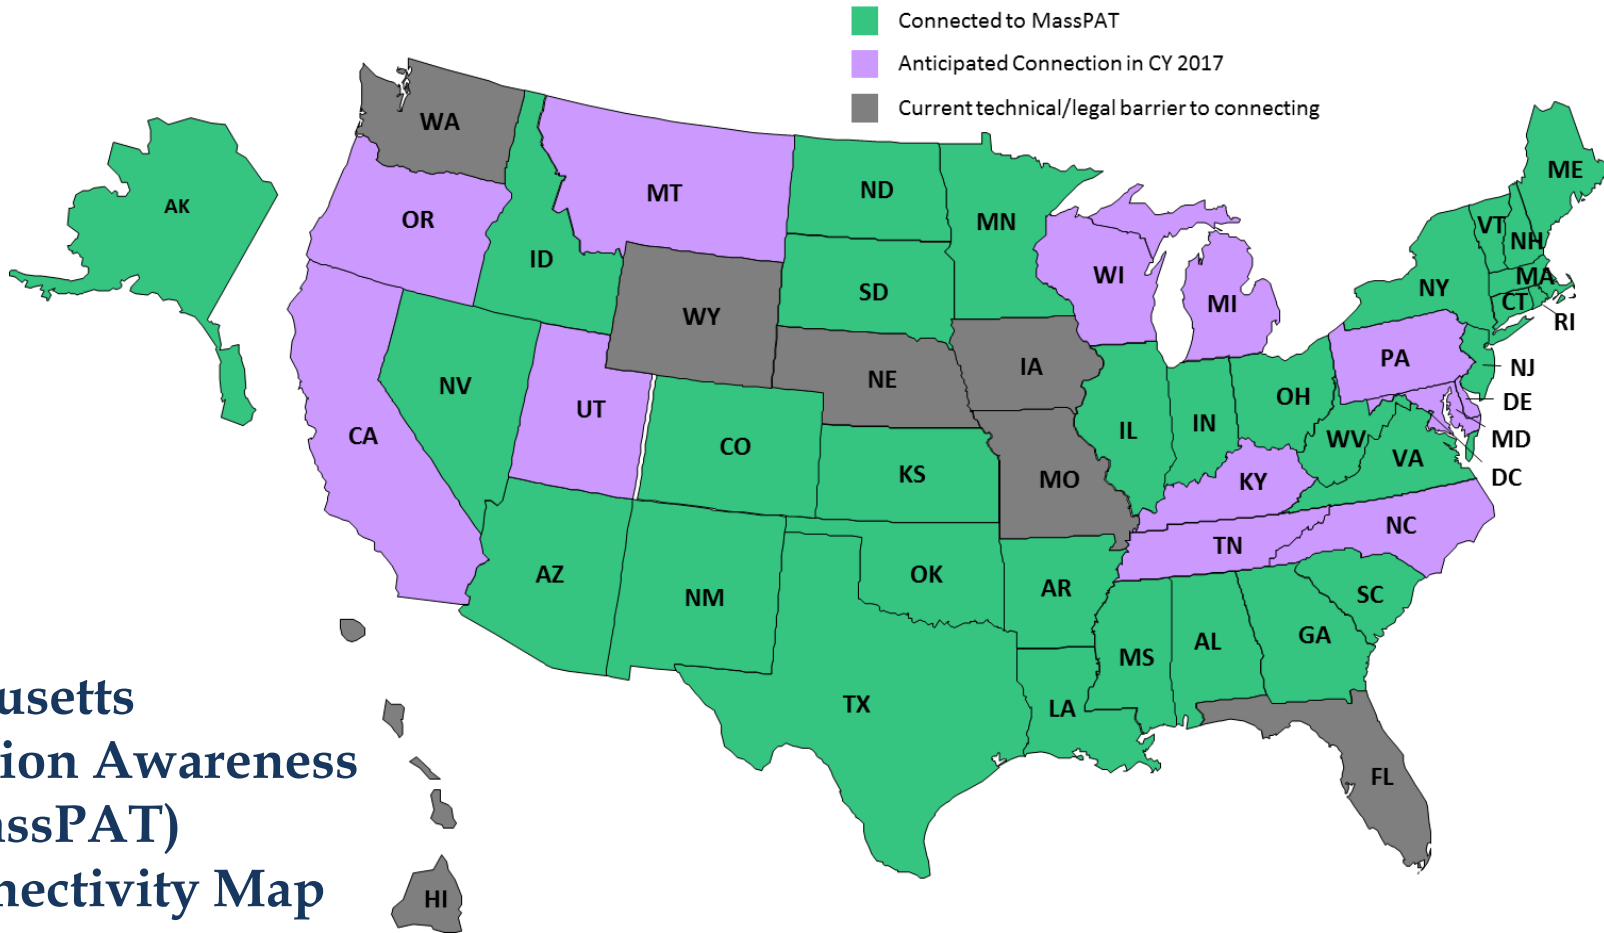 Connected to MassPAT
Anticipated Connection in CY 2017
Current technical/legal barrier to connecting
WA
AK
ME
MT
ND
OR
MN
VT
NH
ID
WI
MA
SD
NY
CT
MI
WY
RI
PA
IA
NJ
NE
NV
OH
DE
UT
IN
IL
WV
MD
CA
CO
VA
KS
MO
DC
KY
NC
TN
AZ
OK
AR
NM
SC
GA
AL
MS
TX
LA
FL
HI
usetts
ion Awareness
assPAT)
nectivity Map